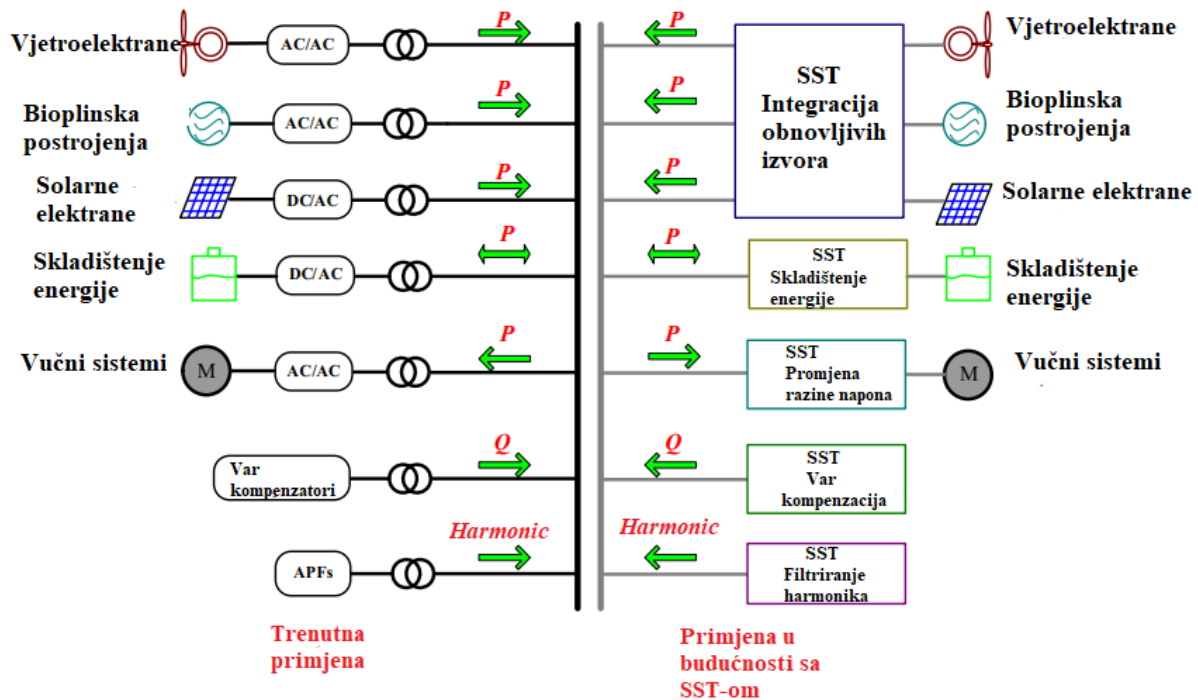 Vjetroelektrane
AC/AC
P
P
SST
Integracija
obnovljivih
izvora
Vjetroelektrane
Bioplinska
postrojenja
AC/AC
P
P
Bioplinska
postrojenja
Solarne
elektrane
DC/AC
P
P
Solarne elektrane
Skladištenje
energije
DC/AC
P
P
SST
Skladištenje
energije
Skladištenje
energije
Vučni sistemi
M
AC/AC
P
P
SST
Promjena
razine napona
M
Vučni sistemi
Var
kompenzatori
Q
Q
SST
Var
kompenzacija
APFs
Harmonic
Harmonic
SST
Filtriranje
harmonika
Trenutna
primjena
Primjena u
budućnosti sa
SST-om